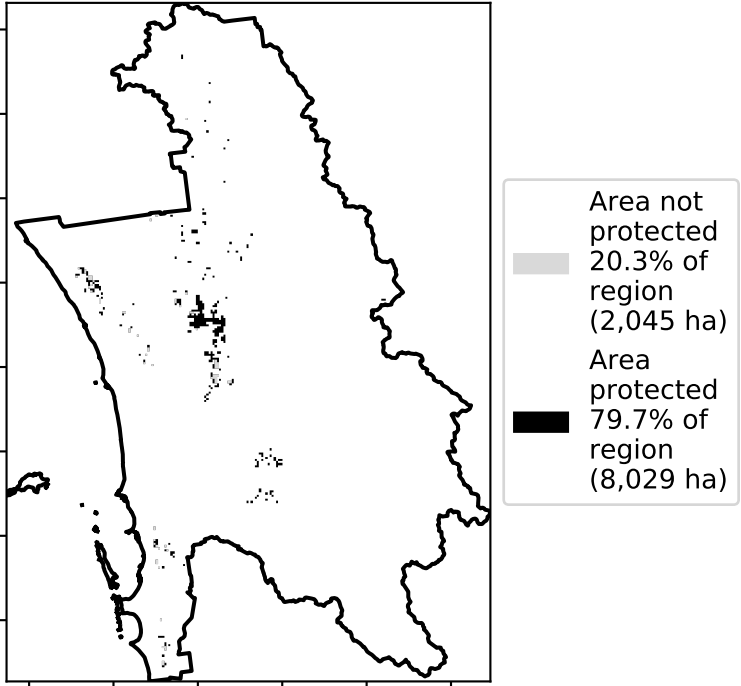 Area not
protected
20.3% of
region
(2,045 ha)
Area
protected
79.7% of
region
(8,029 ha)